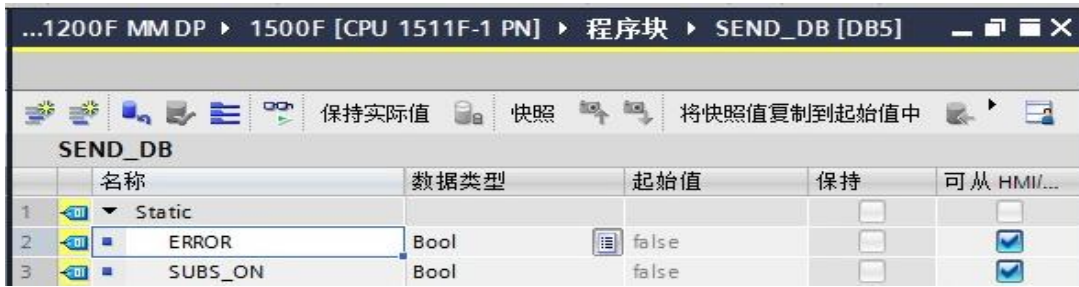 ...1200F MM DP ▸ 1500F [CPU 1511F-1 PN] ▸ 程序块 ▸ SEND_DB [DB5]
保持实际值 快照 将快照值复制到起始值中
SEND_DB
名称 数据类型 起始值 保持 可从 HMI/...
1 Static
2 ERROR Bool false
3 SUBS_ON Bool false